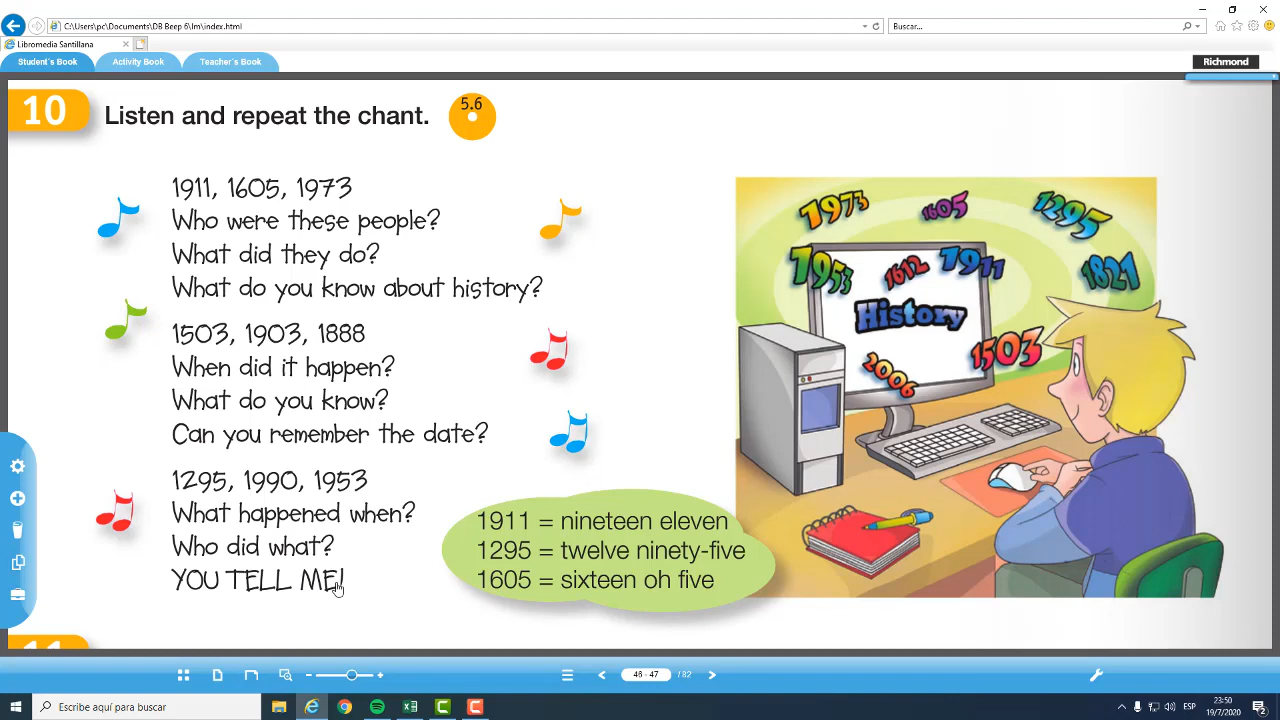 C:\Users\pc\Documents\DB Beep 6\lm\index.html
Buscar...
Libromedia Santillana
Student's Book
Activity Book
Teacher's Book
Richmond
10 Listen and repeat the chant. 5.6
1911, 1605, 1973
Who were these people?
What did they do?
What do you know about history?
1503, 1903, 1888
When did it happen?
What do you know?
Can you remember the date?
1295, 1990, 1953
What happened when?
Who did what?
YOU TELL ME!
1911 = nineteen eleven
1295 = twelve ninety-five
1605 = sixteen oh five
1973
1605
1295
1953
1612
1911
1821
History
1503
2006
46 - 47 / 82
Escribe aquí para buscar
ESP
23:50
19/7/2020
2